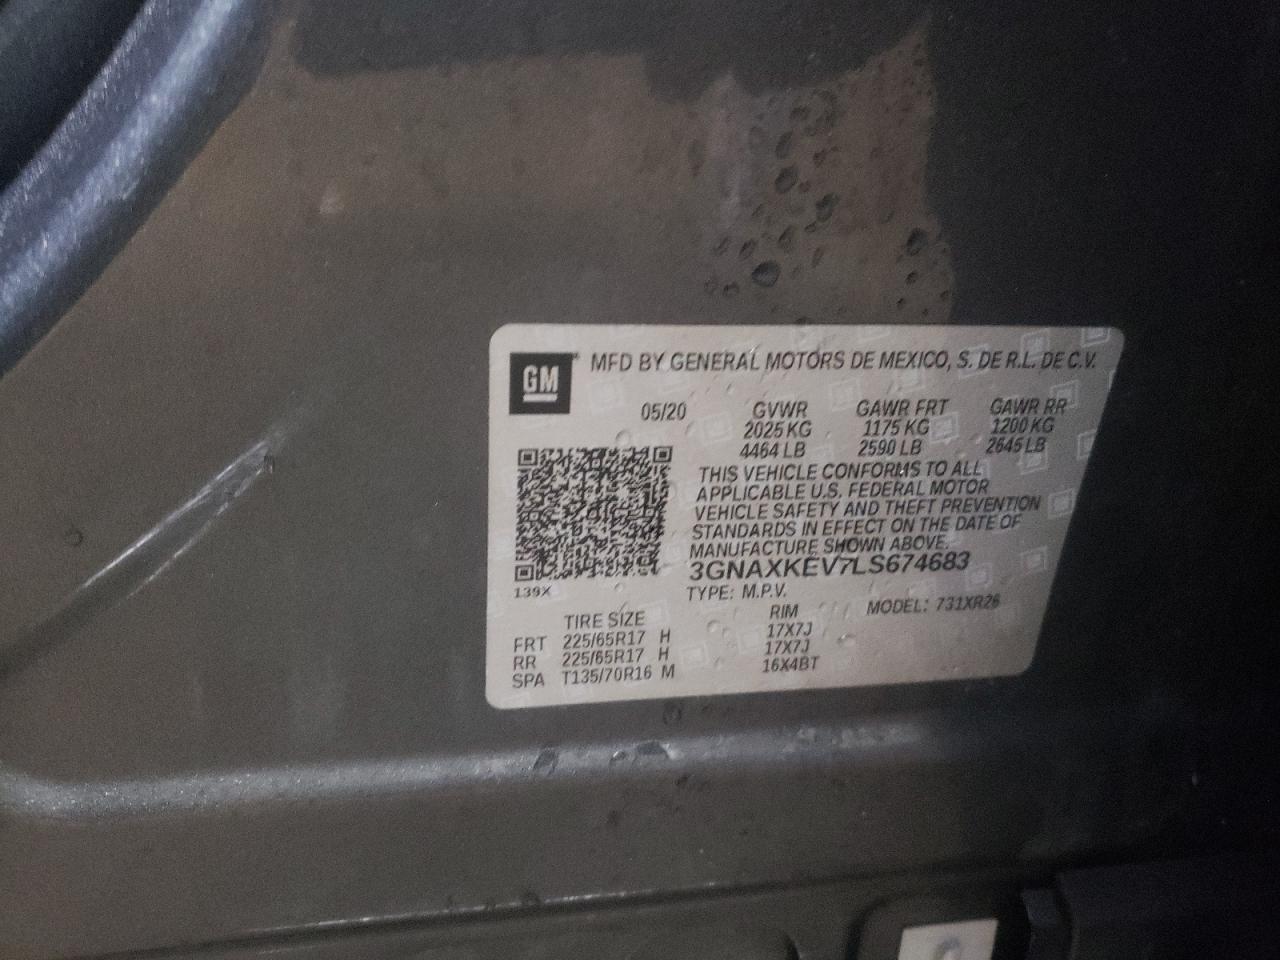 GM MFD BY GENERAL MOTORS DE MEXICO, S. DE R.L. DE C.V.
05/20 GVWR GAWR FRT GAWR RR
2025 KG 1175 KG 1200 KG
4464 LB 2590 LB 2645 LB
THIS VEHICLE CONFORMS TO ALL
APPLICABLE U.S. FEDERAL MOTOR
VEHICLE SAFETY AND THEFT PREVENTION
STANDARDS IN EFFECT ON THE DATE OF
MANUFACTURE SHOWN ABOVE.
3GNAXKEV7LS674683
139X
TYPE: M.P.V. MODEL: 731XR26
TIRE SIZE RIM
FRT 225/65R17 H 17X7J
RR 225/65R17 H 17X7J
SPA T135/70R16 M 16X4BT